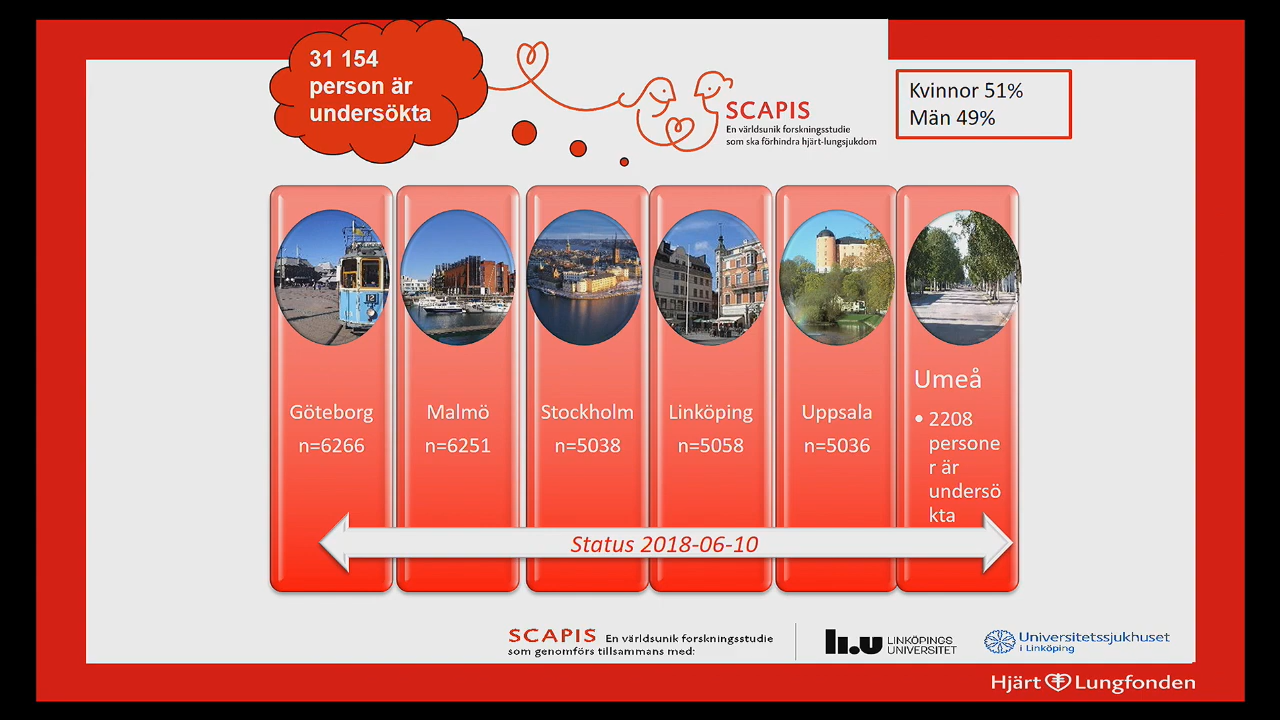 31 154
person är
undersökta
SCAPIS
En världsunik forskningsstudie
som ska förhindra hjärt-lungsjukdom
Kvinnor 51%
Män 49%
Göteborg
n=6266
Malmö
n=6251
Stockholm
n=5038
Linköping
n=5058
Uppsala
n=5036
Umeå
• 2208
persone
r är
undersö
kta
12
Status 2018-06-10
SCAPIS En världsunik forskningsstudie
som genomförs tillsammans med:
li.u LINKÖPINGS
UNIVERSITET
Universitetssjukhuset
i Linköping
Hjärt Lungfonden